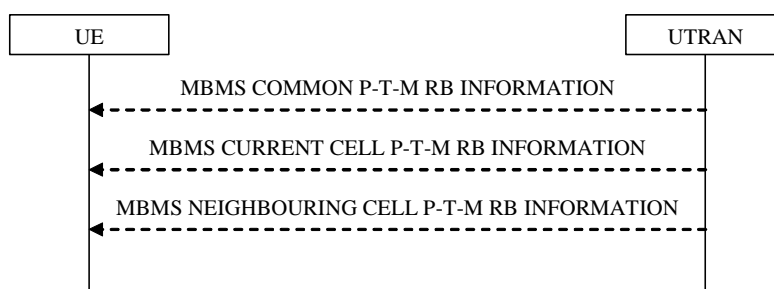 UE
UTRAN
MBMS COMMON P-T-M RB INFORMATION
MBMS CURRENT CELL P-T-M RB INFORMATION
MBMS NEIGHBOURING CELL P-T-M RB INFORMATION